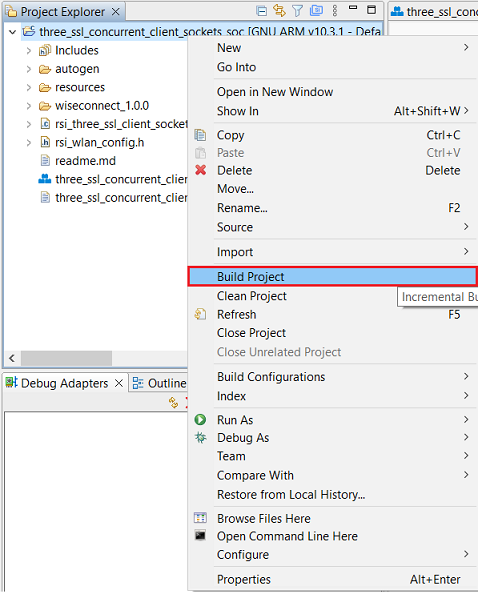 Project Explorer
three_ssl_conc
three_ssl_concurrent_client_sockets_soc [GNU ARM v10.3.1 - Defa
Includes
autogen
resources
wiseconnect_1.0.0
rsi_three_ssl_client_socket
rsi_wlan_config.h
readme.md
three_ssl_concurrent_clie
three_ssl_concurrent_clie
New
Go Into
Open in New Window
Show In Alt+Shift+W
Copy Ctrl+C
Paste Ctrl+V
Delete Delete
Move...
Rename... F2
Source
Import
Build Project
Clean Project
Incremental Bu
Refresh F5
Close Project
Close Unrelated Project
Build Configurations
Index
Run As
Debug As
Team
Compare With
Restore from Local History...
Browse Files Here
Open Command Line Here
Configure
Properties Alt+Enter
Debug Adapters
Outline